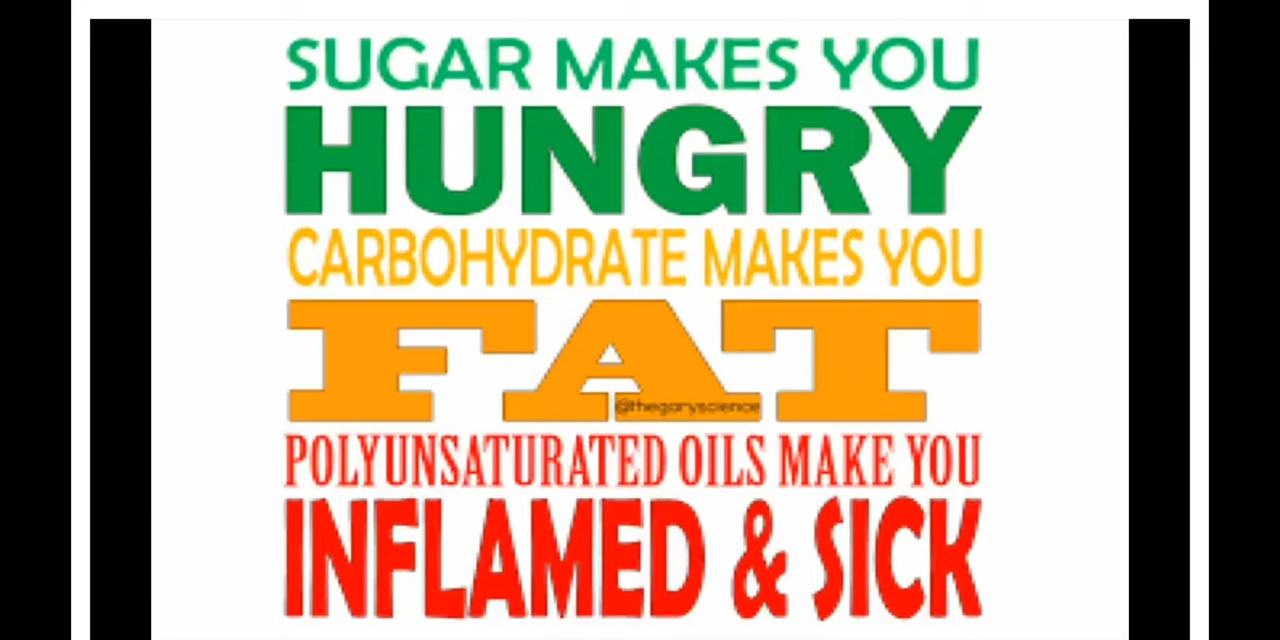 SUGAR MAKES YOU
HUNGRY
CARBOHYDRATE MAKES YOU
FAT
@thegaryscience
POLYUNSATURATED OILS MAKE YOU
INFLAMED & SICK